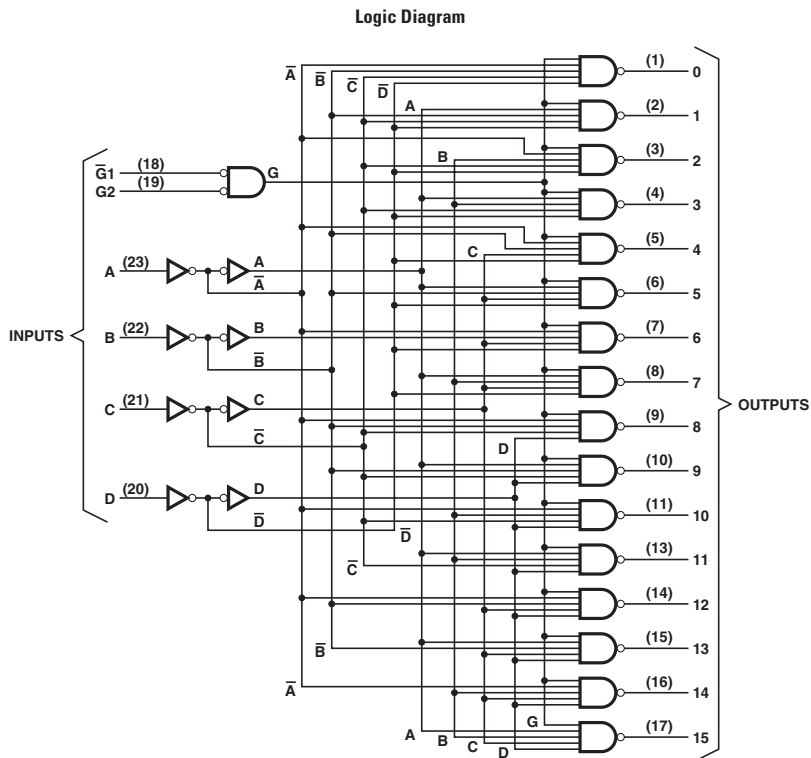 Logic Diagram
A̅
B̅
C̅
D̅
(1)
0
A
(2)
1
B
(3)
2
G̅1 (18)
G2 (19)
G
(4)
3
C
(5)
4
A (23)
A
A̅
(6)
5
INPUTS
B (22)
B
B̅
(7)
6
(8)
7
OUTPUTS
C (21)
C
C̅
D
(9)
8
(10)
9
D (20)
D
D̅
D̅
(11)
10
C̅
(13)
11
(14)
12
B̅
(15)
13
A̅
(16)
14
G
A
B
C
D
(17)
15